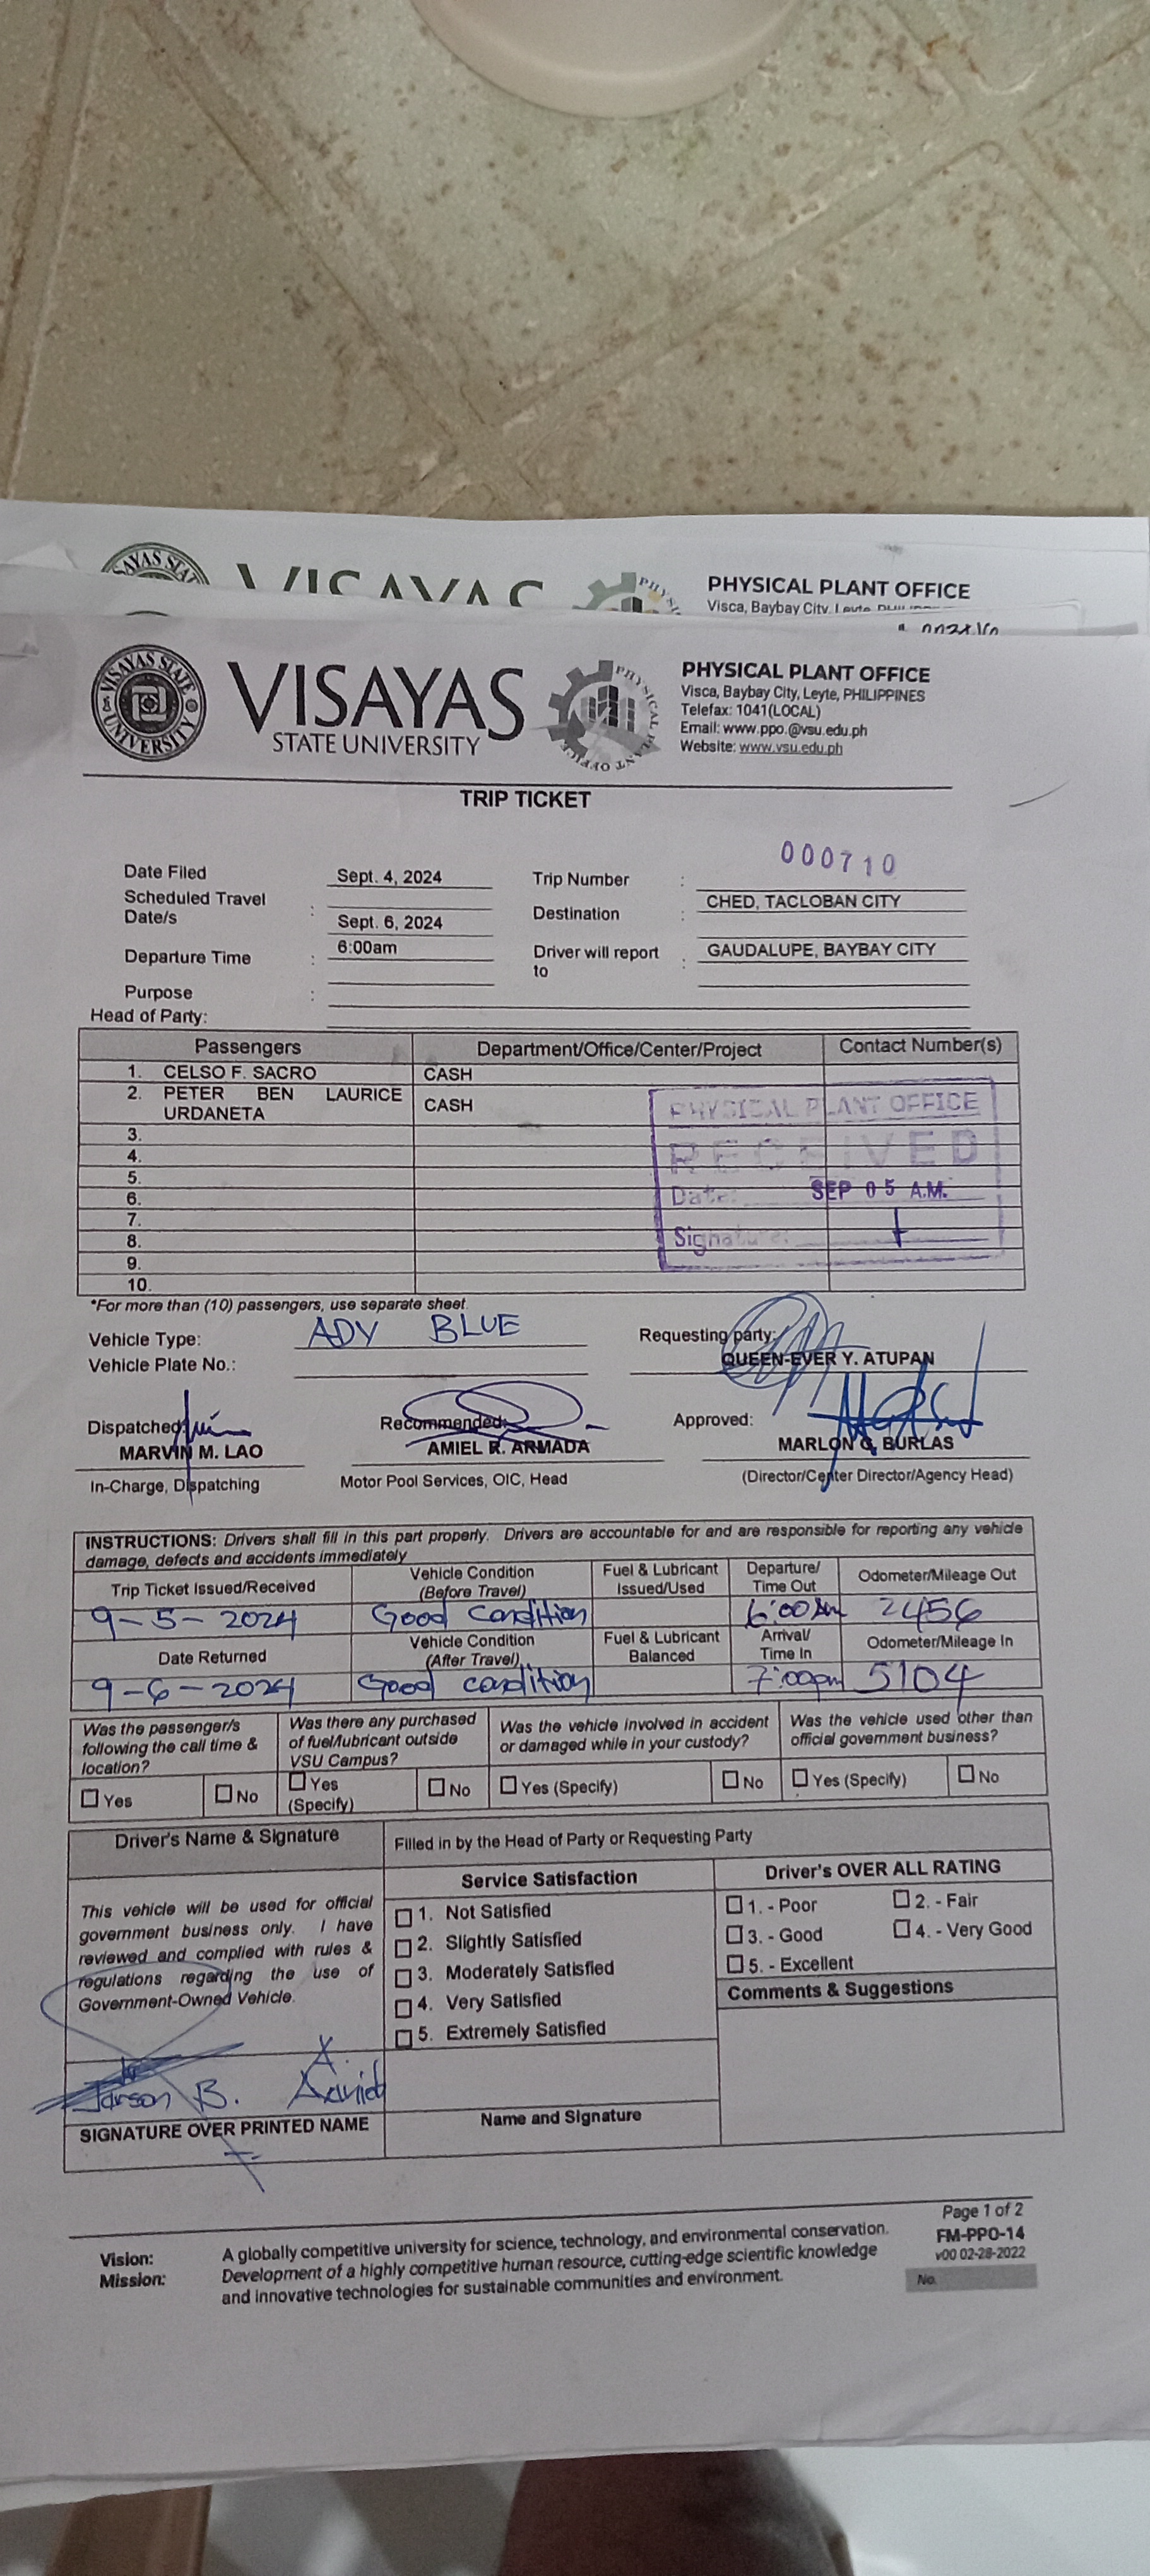 PHYSICAL PLANT OFFICE
VISAYAS STATE UNIVERSITY
VISAYAS
STATE UNIVERSITY
PHYSICAL PLANT OFFICE
PHYSICAL PLANT OFFICE
Visca, Baybay City, Leyte, PHILIPPINES
Telefax: 1041(LOCAL)
Email: www.ppo.@vsu.edu.ph
Website: www.vsu.edu.ph
TRIP TICKET
000710
Date Filed Sept. 4, 2024 Trip Number :
Scheduled Travel Date/s : Sept. 6, 2024 Destination : CHED, TACLOBAN CITY
Departure Time : 6:00am Driver will report to : GAUDALUPE, BAYBAY CITY
Purpose :
Head of Party:
Passengers Department/Office/Center/Project Contact Number(s)
1. CELSO F. SACRO CASH
2. PETER BEN LAURICE URDANETA CASH
3.
4.
5.
6.
7.
8.
9.
10.
PHYSICAL PLANT OFFICE
RECEIVED
Date: SEP 05 A.M.
Signature:
*For more than (10) passengers, use separate sheet
Vehicle Type: ADY BLUE Requesting party:
Vehicle Plate No.: QUEEN-EVER Y. ATUPAN
Dispatched: Recommended: Approved:
MARVIN M. LAO AMIEL R. ARMADA MARLON G. BURLAS
In-Charge, Dispatching Motor Pool Services, OIC, Head (Director/Center Director/Agency Head)
INSTRUCTIONS: Drivers shall fill in this part properly. Drivers are accountable for and are responsible for reporting any vehicle
damage, defects and accidents immediately
Trip Ticket Issued/Received Vehicle Condition (Before Travel) Fuel & Lubricant Issued/Used Departure/ Time Out Odometer/Mileage Out
9-5-2024 Good Condition 6:00am 2456
Date Returned Vehicle Condition (After Travel) Fuel & Lubricant Balanced Arrival/ Time In Odometer/Mileage In
9-6-2024 Good condition 7:00pm 5104
Was the passenger/s following the call time & location? Was there any purchased of fuel/lubricant outside VSU Campus? Was the vehicle involved in accident or damaged while in your custody? Was the vehicle used other than official government business?
Yes No Yes (Specify) No Yes (Specify) No Yes (Specify) No
Driver's Name & Signature Filled in by the Head of Party or Requesting Party
Service Satisfaction Driver's OVER ALL RATING
This vehicle will be used for official
government business only. I have
reviewed and complied with rules &
regulations regarding the use of
Government-Owned Vehicle.
1. Not Satisfied
2. Slightly Satisfied
3. Moderately Satisfied
4. Very Satisfied
5. Extremely Satisfied
1. - Poor 2. - Fair
3. - Good 4. - Very Good
5. - Excellent
Comments & Suggestions
B.
SIGNATURE OVER PRINTED NAME Name and Signature
Page 1 of 2
FM-PPO-14
v00 02-28-2022
No.
Vision: A globally competitive university for science, technology, and environmental conservation.
Mission: Development of a highly competitive human resource, cutting-edge scientific knowledge
and innovative technologies for sustainable communities and environment.